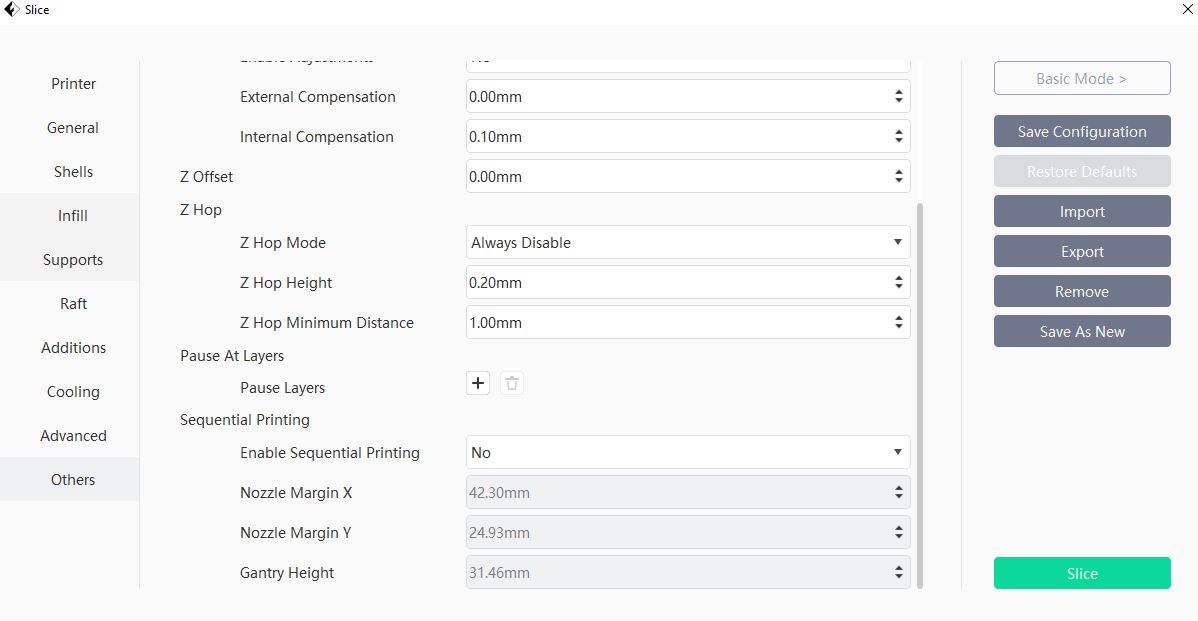 Slice
Printer
General
Shells
Infill
Supports
Raft
Additions
Cooling
Advanced
Others
External Compensation
0.00mm
Internal Compensation
0.10mm
Z Offset
0.00mm
Z Hop
Z Hop Mode
Always Disable
Z Hop Height
0.20mm
Z Hop Minimum Distance
1.00mm
Pause At Layers
Pause Layers
Sequential Printing
Enable Sequential Printing
No
Nozzle Margin X
42.30mm
Nozzle Margin Y
24.93mm
Gantry Height
31.46mm
Basic Mode >
Save Configuration
Restore Defaults
Import
Export
Remove
Save As New
Slice